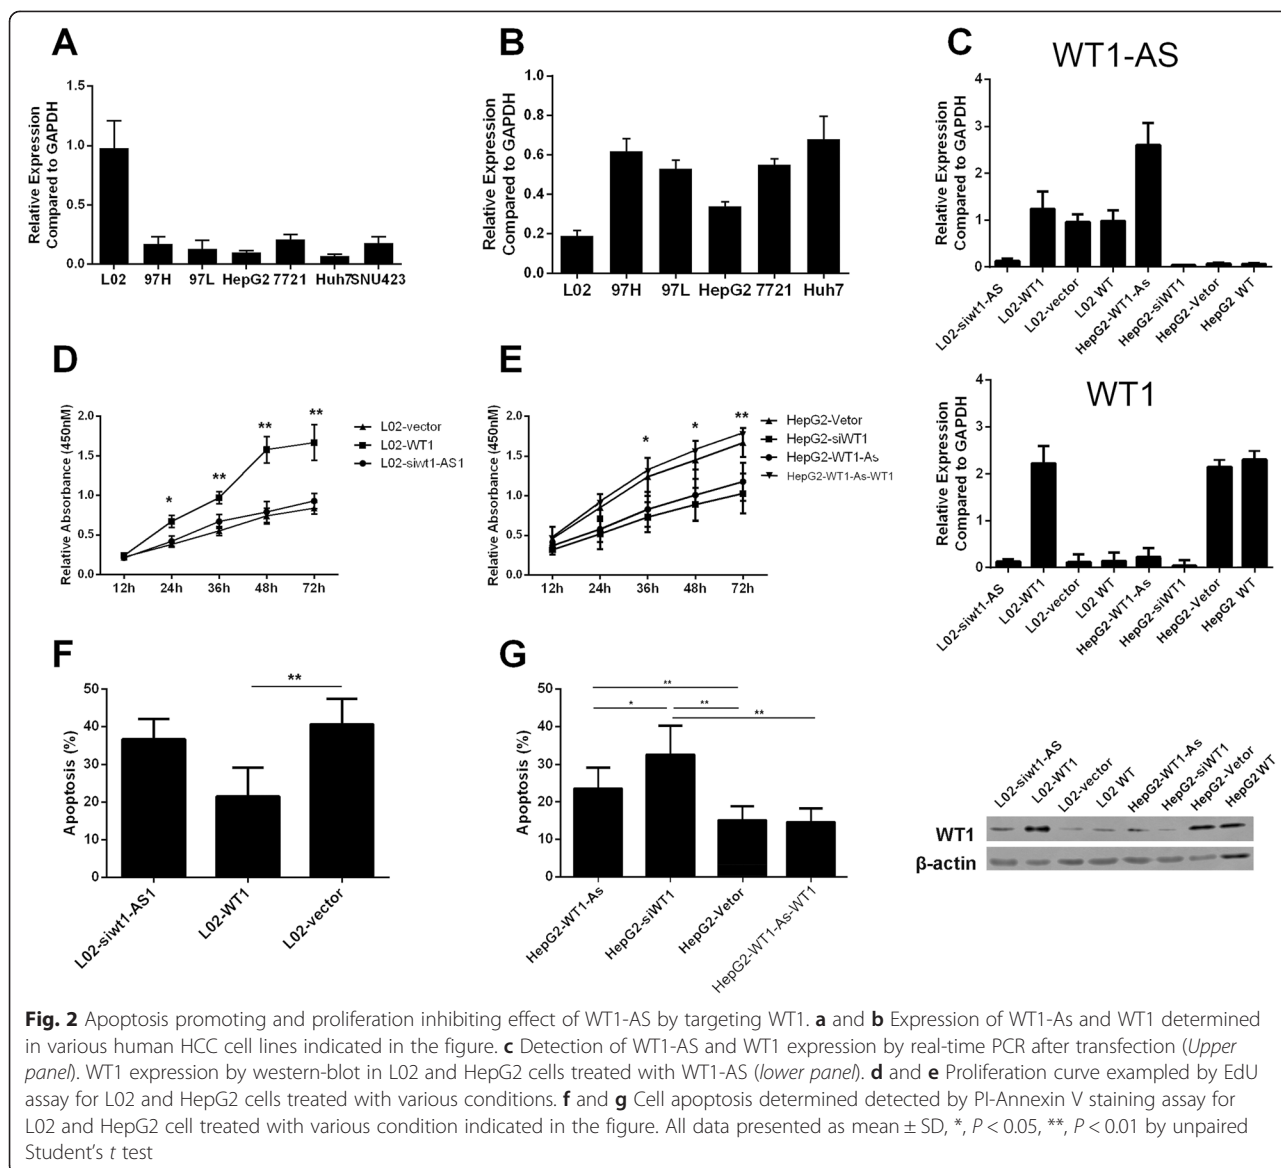 A
Relative Expression
Compared to GAPDH
1.5
1.0
0.5
0.0
L02 97H 97L HepG2 7721 Huh7 SNU423
B
Relative Expression
Compared to GAPDH
1.0
0.8
0.6
0.4
0.2
0.0
L02 97H 97L HepG2 7721 Huh7
C
WT1-AS
Relative Expression
Compared to GAPDH
4
3
2
1
0
L02-siwt1-AS
L02-WT1
L02-vector
L02 WT
HepG2-WT1-As
HepG2-siWT1
HepG2-Vetor
HepG2 WT
WT1
Relative Expression
Compared to GAPDH
4
3
2
1
0
L02-siwt1-AS
L02-WT1
L02-vector
L02 WT
HepG2-WT1-As
HepG2-siWT1
HepG2-Vetor
HepG2 WT
L02-siwt1-AS
L02-WT1
L02-vector
L02 WT
HepG2-WT1-As
HepG2-siWT1
HepG2-Vetor
HepG2 WT
WT1
β-actin
D
Relative Absorbance (450nM)
2.0
1.5
1.0
0.5
0.0
12h 24h 36h 48h 72h
* ** ** **
L02-vector
L02-WT1
L02-siwt1-AS1
E
Relative Absorbance (450nM)
2.0
1.5
1.0
0.5
0.0
12h 24h 36h 48h 72h
* * **
HepG2-Vetor
HepG2-siWT1
HepG2-WT1-As
HepG2-WT1-As-WT1
F
Apoptosis (%)
50
40
30
20
10
0
**
L02-siwt1-AS1
L02-WT1
L02-vector
G
Apoptosis (%)
50
40
30
20
10
0
**
* **
**
HepG2-WT1-As
HepG2-siWT1
HepG2-Vetor
HepG2-WT1-As-WT1
Fig. 2 Apoptosis promoting and proliferation inhibiting effect of WT1-AS by targeting WT1. a and b Expression of WT1-As and WT1 determined
in various human HCC cell lines indicated in the figure. c Detection of WT1-AS and WT1 expression by real-time PCR after transfection (Upper
panel). WT1 expression by western-blot in L02 and HepG2 cells treated with WT1-AS (lower panel). d and e Proliferation curve exampled by EdU
assay for L02 and HepG2 cells treated with various conditions. f and g Cell apoptosis determined detected by PI-Annexin V staining assay for
L02 and HepG2 cell treated with various condition indicated in the figure. All data presented as mean ± SD, *, P < 0.05, **, P < 0.01 by unpaired
Student's t test